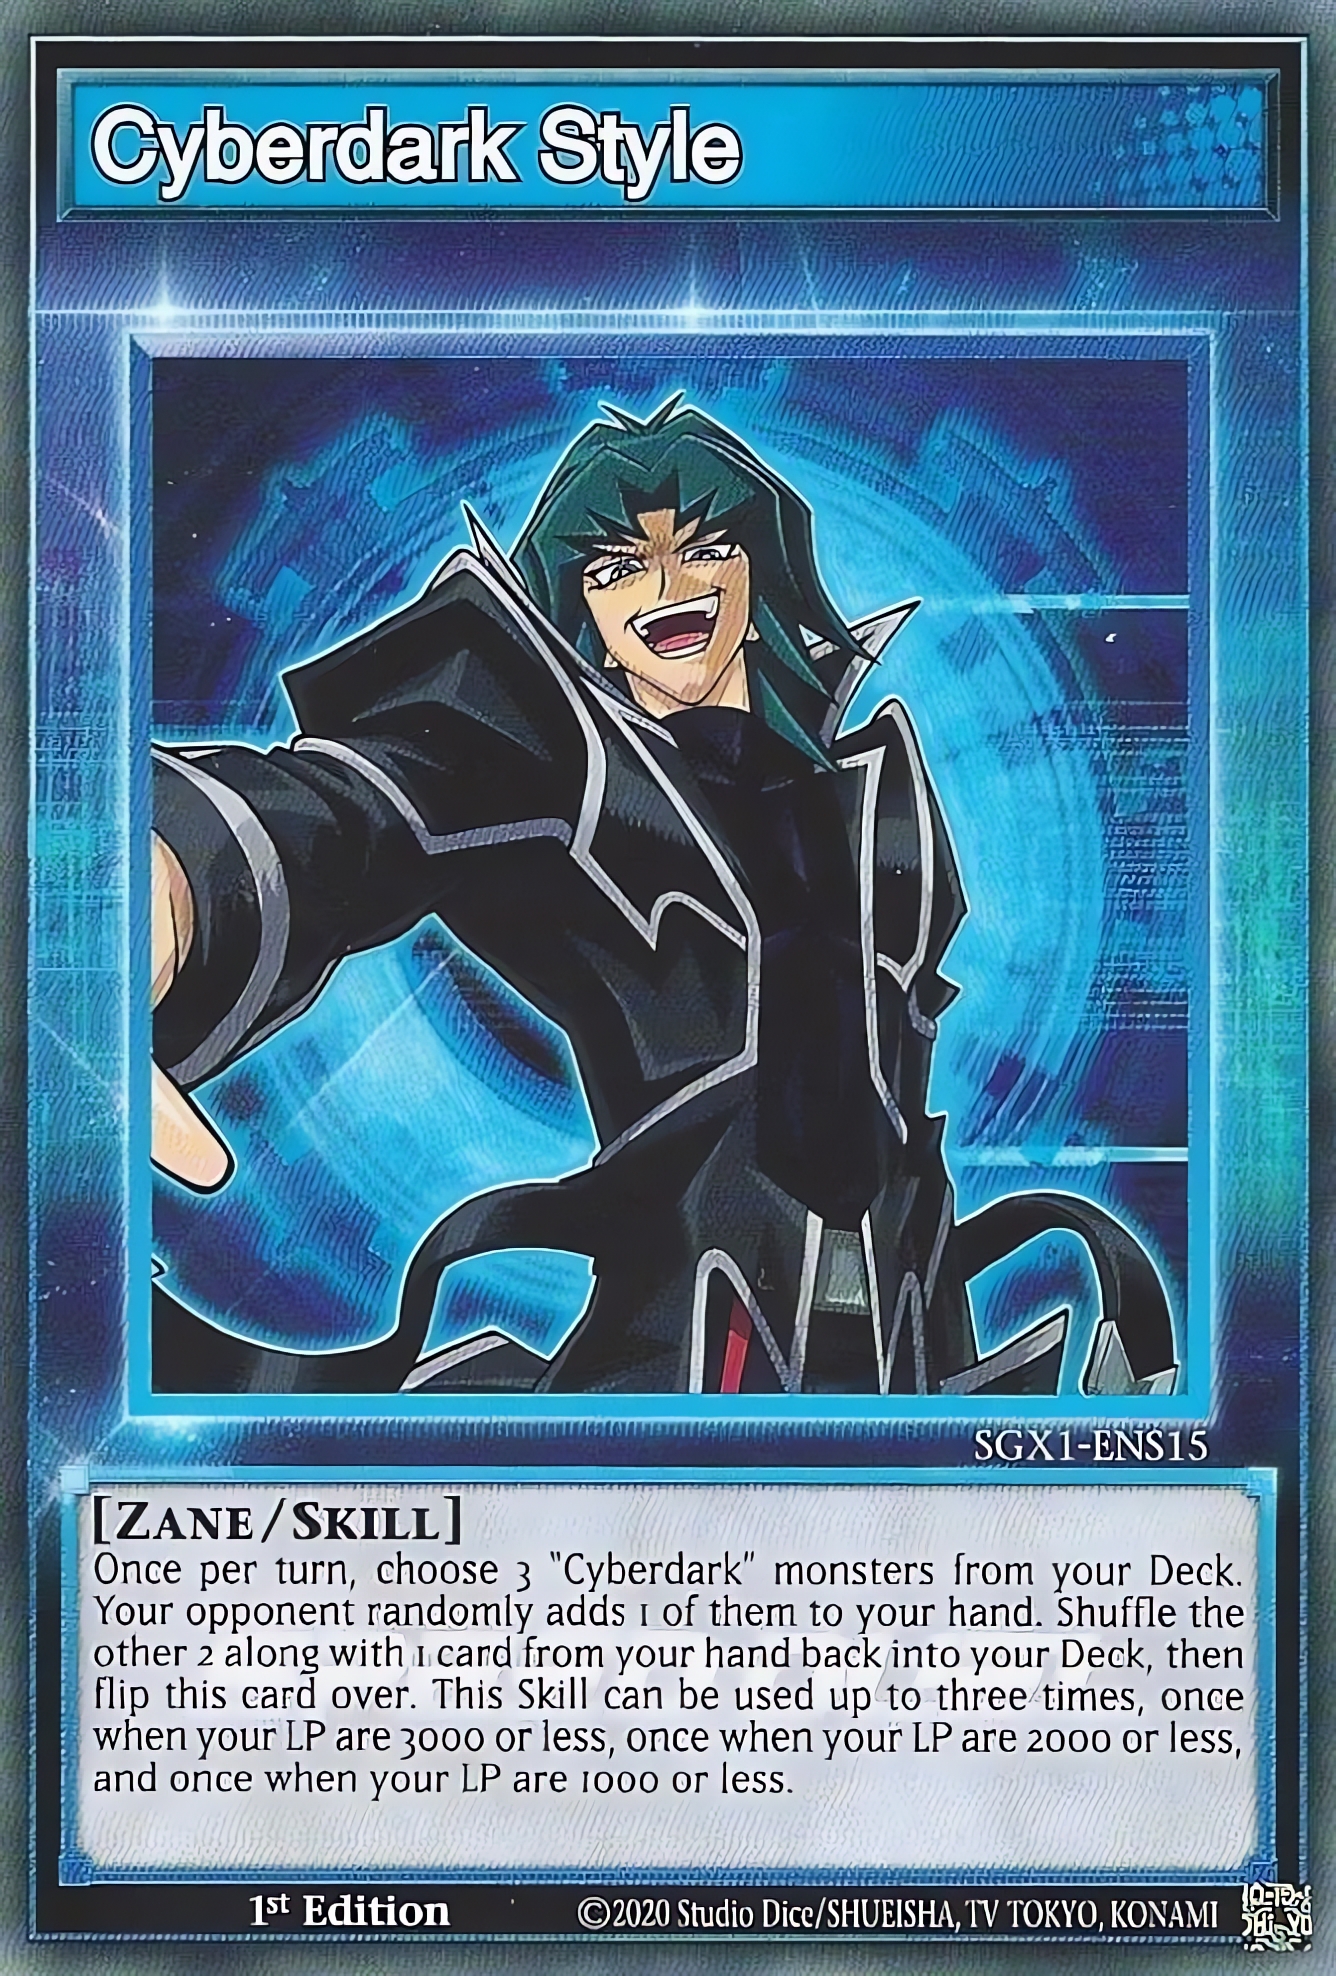 Cyberdark Style
SGX1-ENS15
[ZANE/SKILL]
Once per turn, choose 3 "Cyberdark" monsters from your Deck.
Your opponent randomly adds 1 of them to your hand. Shuffle the
other 2 along with 1 card from your hand back into your Deck, then
flip this card over. This Skill can be used up to three times, once
when your LP are 3000 or less, once when your LP are 2000 or less,
and once when your LP are 1000 or less.
1st Edition
©2020 Studio Dice/SHUEISHA, TV TOKYO, KONAMI